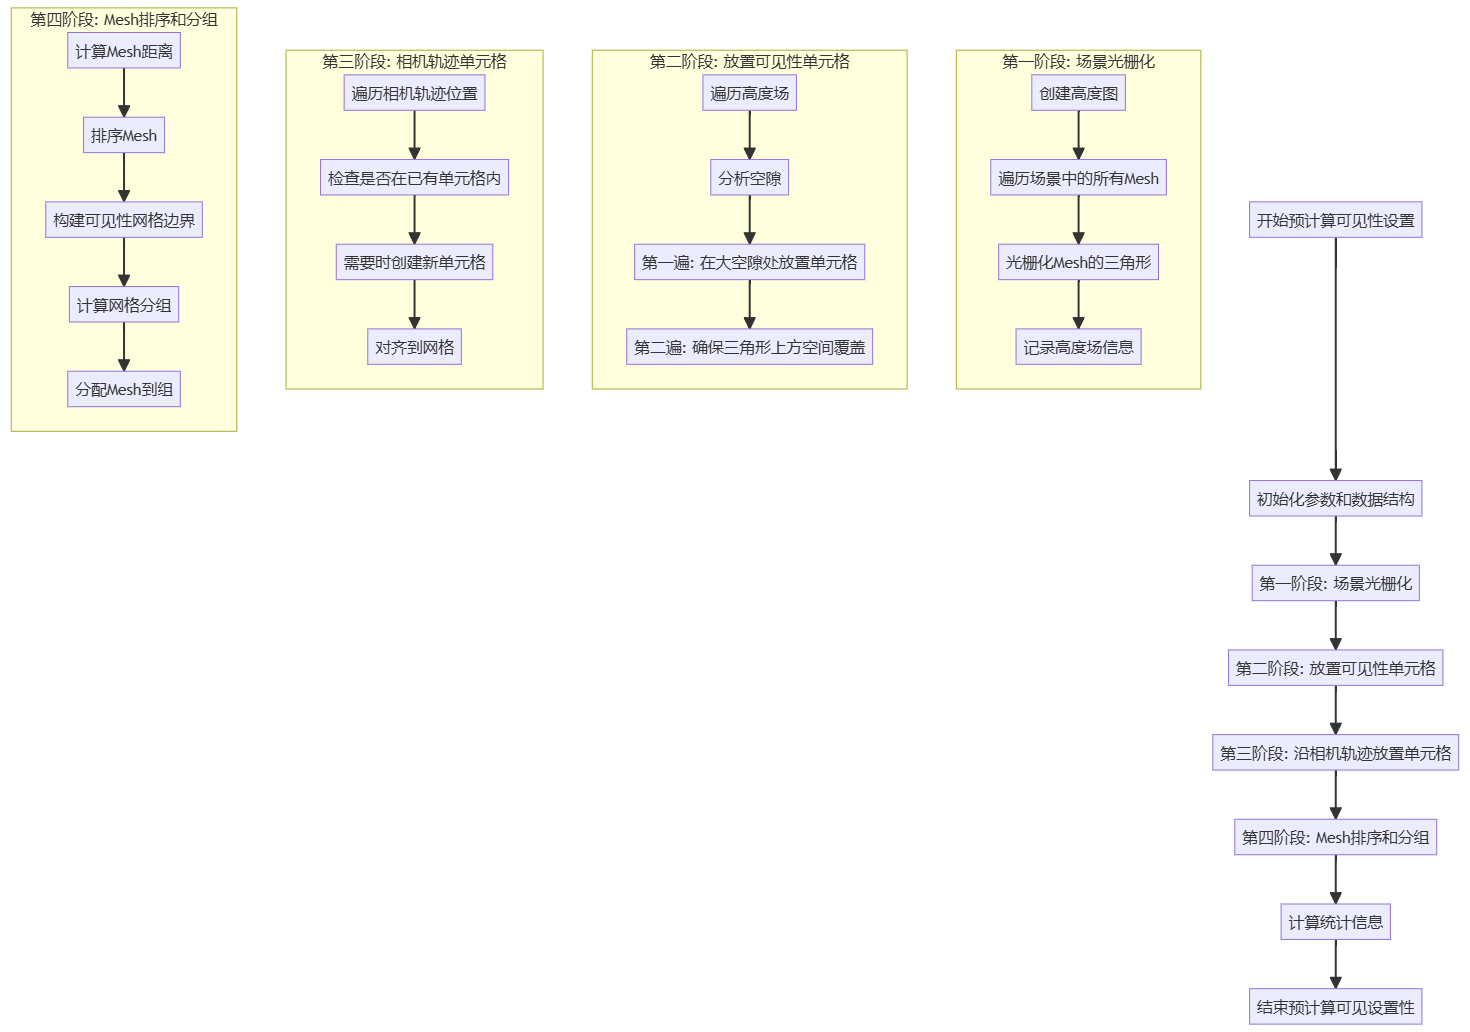 第四阶段: Mesh排序和分组
计算Mesh距离
排序Mesh
构建可见性网格边界
计算网格分组
分配Mesh到组
第三阶段: 相机轨迹单元格
遍历相机轨迹位置
检查是否在已有单元格内
需要时创建新单元格
对齐到网格
第二阶段: 放置可见性单元格
遍历高度场
分析空隙
第一遍: 在大空隙处放置单元格
第二遍: 确保三角形上方空间覆盖
第一阶段: 场景光栅化
创建高度图
遍历场景中的所有Mesh
光栅化Mesh的三角形
记录高度场信息
开始预计算可见性设置
初始化参数和数据结构
第一阶段: 场景光栅化
第二阶段: 放置可见性单元格
第三阶段: 沿相机轨迹放置单元格
第四阶段: Mesh排序和分组
计算统计信息
结束预计算可见设置性